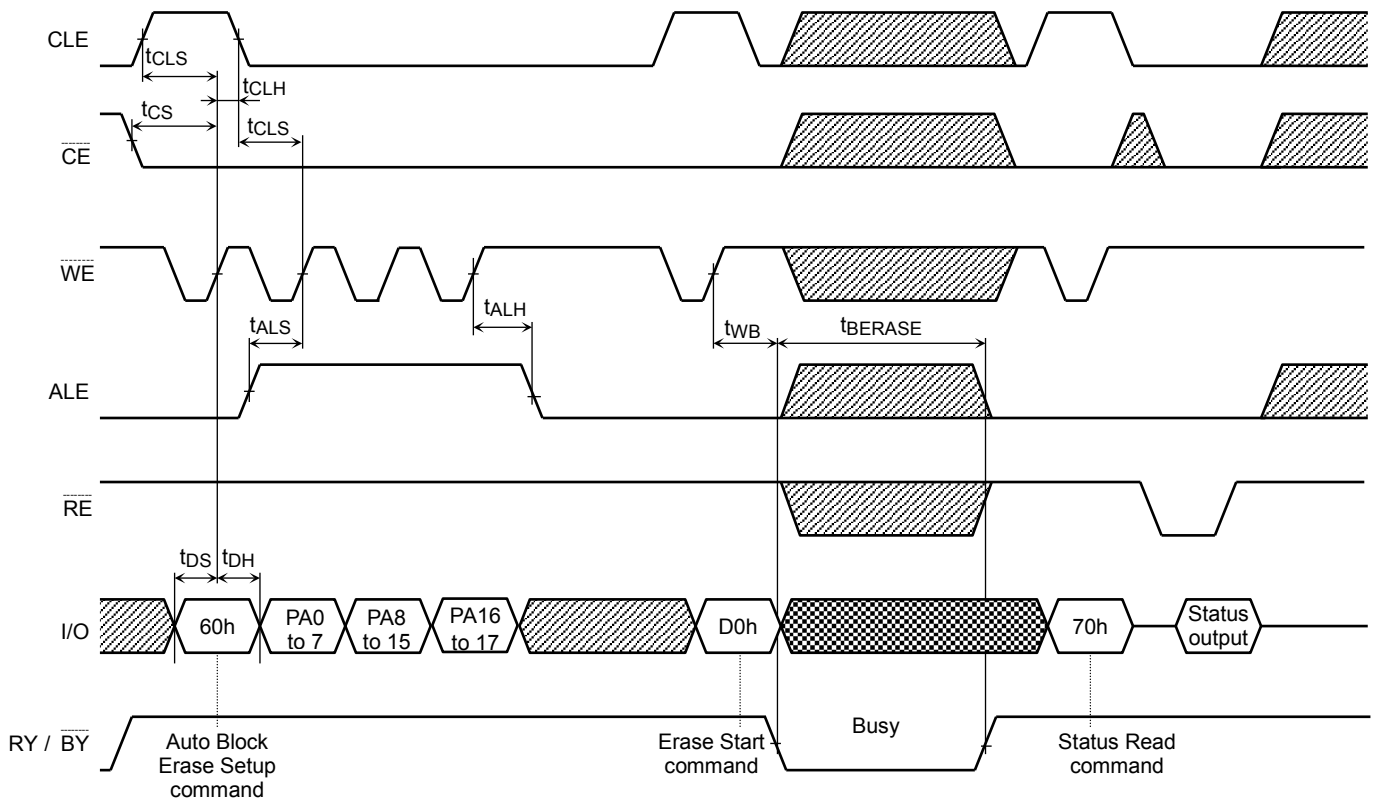 CLE
tCLS
tCLH
tCS
tCLS
CE
WE
tALS
tALH
tWB
tBERASE
ALE
RE
tDS
tDH
I/O
60h
PA0
to 7
PA8
to 15
PA16
to 17
D0h
70h
Status
output
RY / BY
Busy
Auto Block
Erase Setup
command
Erase Start
command
Status Read
command